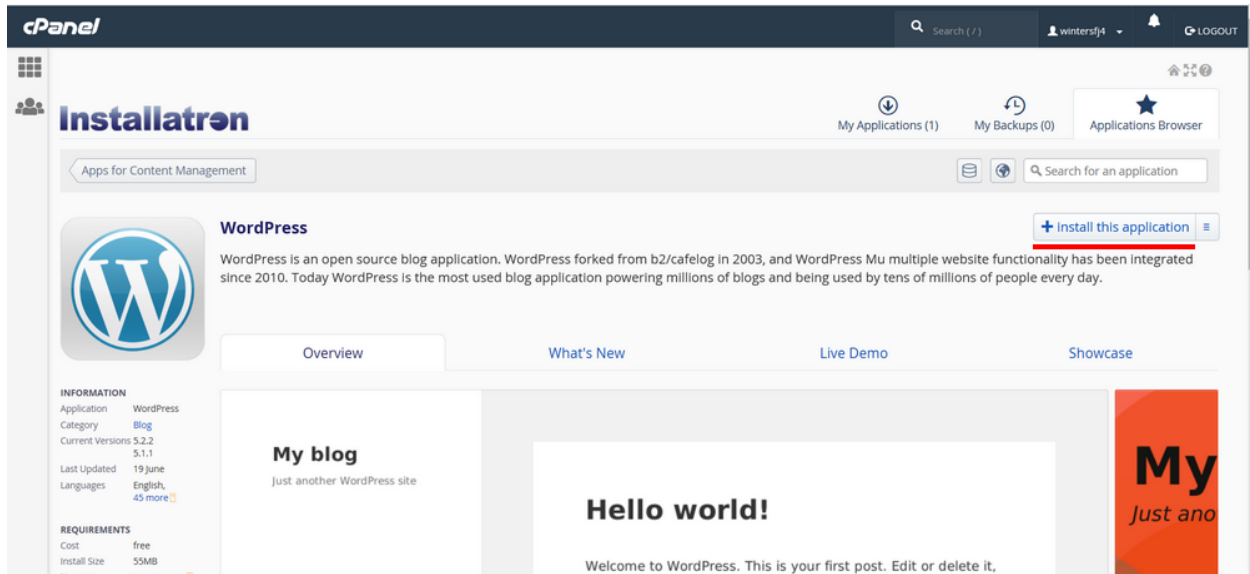 cPanel
Search ( / )
wintersfj4
LOGOUT
Installatron
My Applications (1)
My Backups (0)
Applications Browser
Apps for Content Management
Search for an application
WordPress
+ Install this application
WordPress is an open source blog application. WordPress forked from b2/cafelog in 2003, and WordPress Mu multiple website functionality has been integrated
since 2010. Today WordPress is the most used blog application powering millions of blogs and being used by tens of millions of people every day.
Overview
What's New
Live Demo
Showcase
INFORMATION
Application WordPress
Category Blog
Current Versions 5.2.2
5.1.1
Last Updated 19 June
Languages English,
45 more
REQUIREMENTS
Cost free
Install Size 55MB
My blog
Just another WordPress site
Hello world!
Welcome to WordPress. This is your first post. Edit or delete it,
My
Just ano